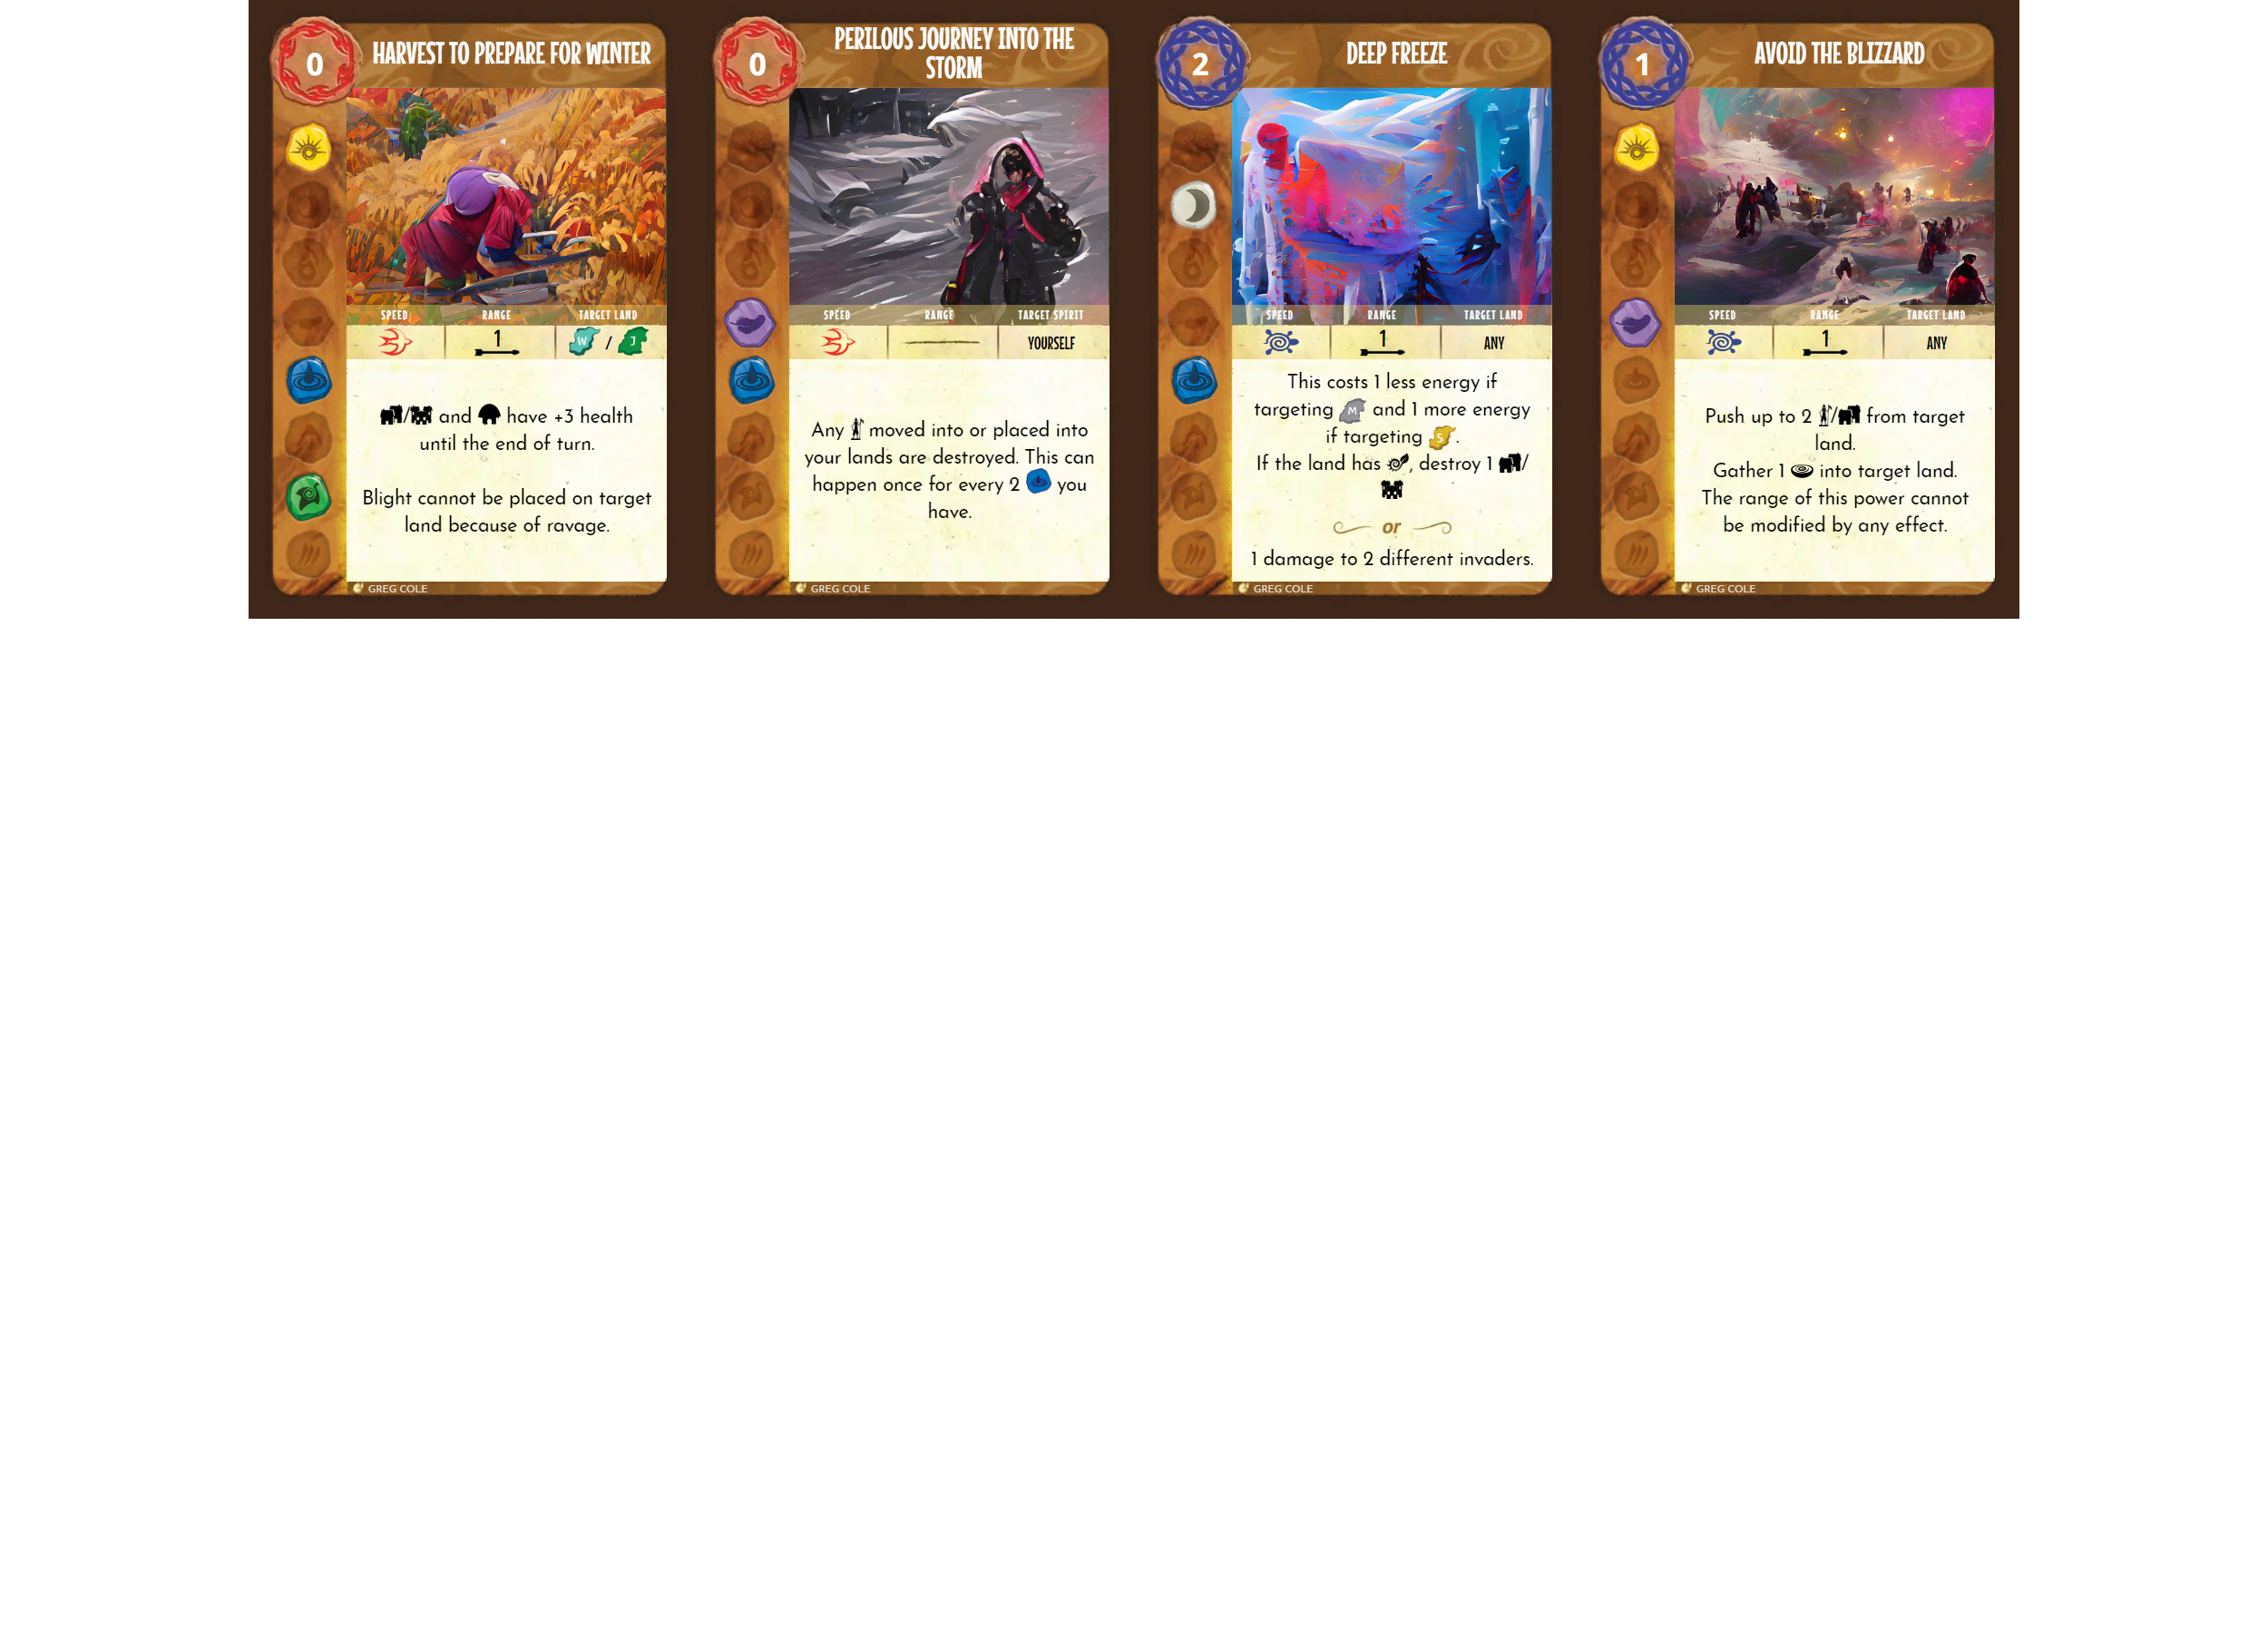 0
HARVEST TO PREPARE FOR WINTER
SPEED RANGE TARGET LAND
1 W / J
/ and have +3 health
until the end of turn.
Blight cannot be placed on target
land because of ravage.
GREG COLE
0
PERILOUS JOURNEY INTO THE
STORM
SPEED RANGE TARGET SPIRIT
YOURSELF
Any moved into or placed into
your lands are destroyed. This can
happen once for every 2 you
have.
GREG COLE
2
DEEP FREEZE
SPEED RANGE TARGET LAND
1 ANY
This costs 1 less energy if
targeting M and 1 more energy
if targeting S .
If the land has , destroy 1 /
or
1 damage to 2 different invaders.
GREG COLE
1
AVOID THE BLIZZARD
SPEED RANGE TARGET LAND
1 ANY
Push up to 2 / from target
land.
Gather 1 into target land.
The range of this power cannot
be modified by any effect.
GREG COLE